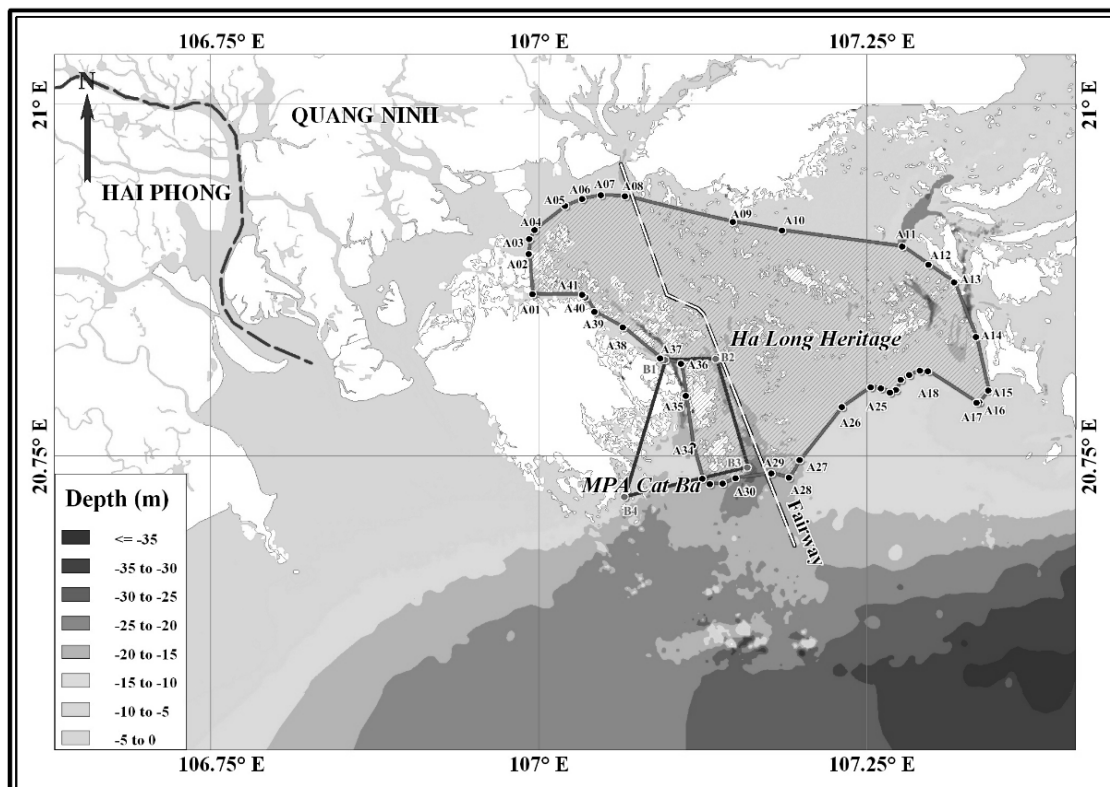 106.75° E
107° E
107.25° E
21° E
21° E
N
QUANG NINH
HAI PHONG
A08
A07
A06
A05
A04
A03
A02
A01
A09
A10
A11
A12
A13
A14
A15
A16
A17
A18
A41
A40
A39
A38
A37
A36
B1
B2
Ha Long Heritage
A35
A25
A26
A34
B3
A29
A27
A28
A30
MPA Cat Ba
B4
Fairway
20.75° E
20.75° E
Depth (m)
<= -35
-35 to -30
-30 to -25
-25 to -20
-20 to -15
-15 to -10
-10 to -5
-5 to 0
106.75° E
107° E
107.25° E